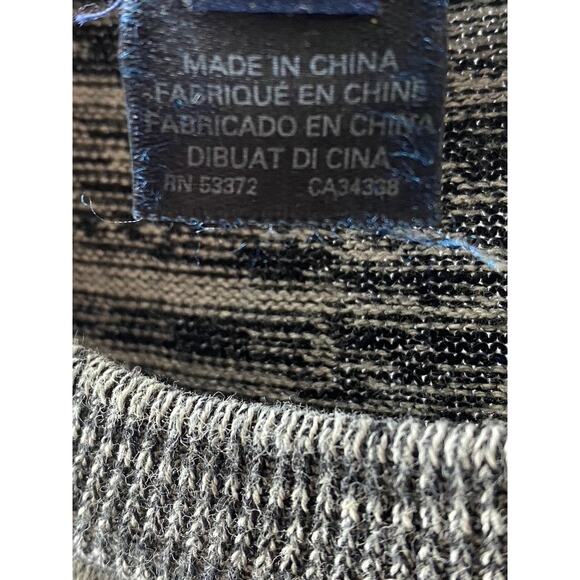 MADE IN CHINA
FABRIQUÉ EN CHINE
FABRICADO EN CHINA
DIBUAT DI CINA
RN 53372 CA34338